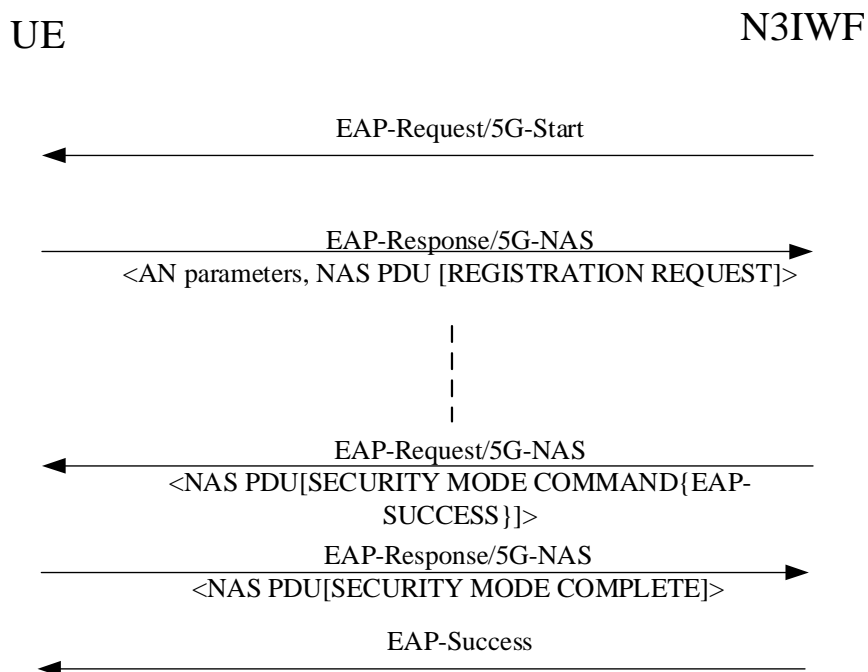 UE
N3IWF
EAP-Request/5G-Start
EAP-Response/5G-NAS
<AN parameters, NAS PDU [REGISTRATION REQUEST]>
EAP-Request/5G-NAS
<NAS PDU[SECURITY MODE COMMAND{EAP-
SUCCESS}]>
EAP-Response/5G-NAS
<NAS PDU[SECURITY MODE COMPLETE]>
EAP-Success